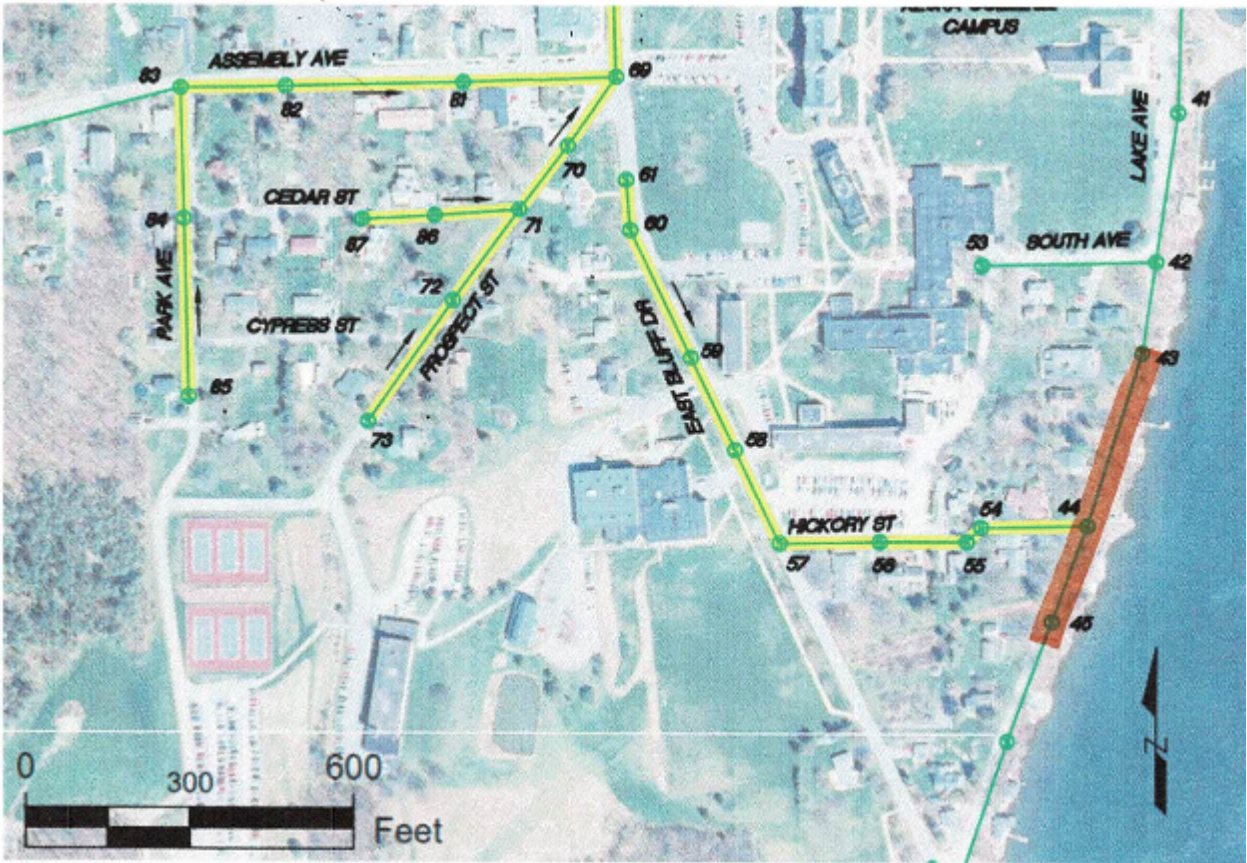 CAMPUS
ASSEMBLY AVE
83
82
81
69
41
LAKE AVE
70
61
CEDAR ST
84
87
86
71
60
53
SOUTH AVE
42
72
PARK AVE
CYPRESS ST
PROSPECT ST
EAST BLUFF DR
59
43
85
73
58
54
44
HICKORY ST
57
56
55
45
N
0
300
600
Feet